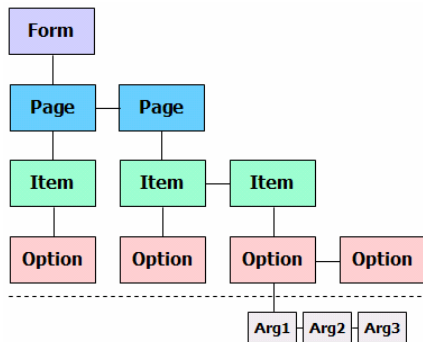 Form
Page Page
Item Item Item
Option Option Option Option
Arg1 Arg2 Arg3